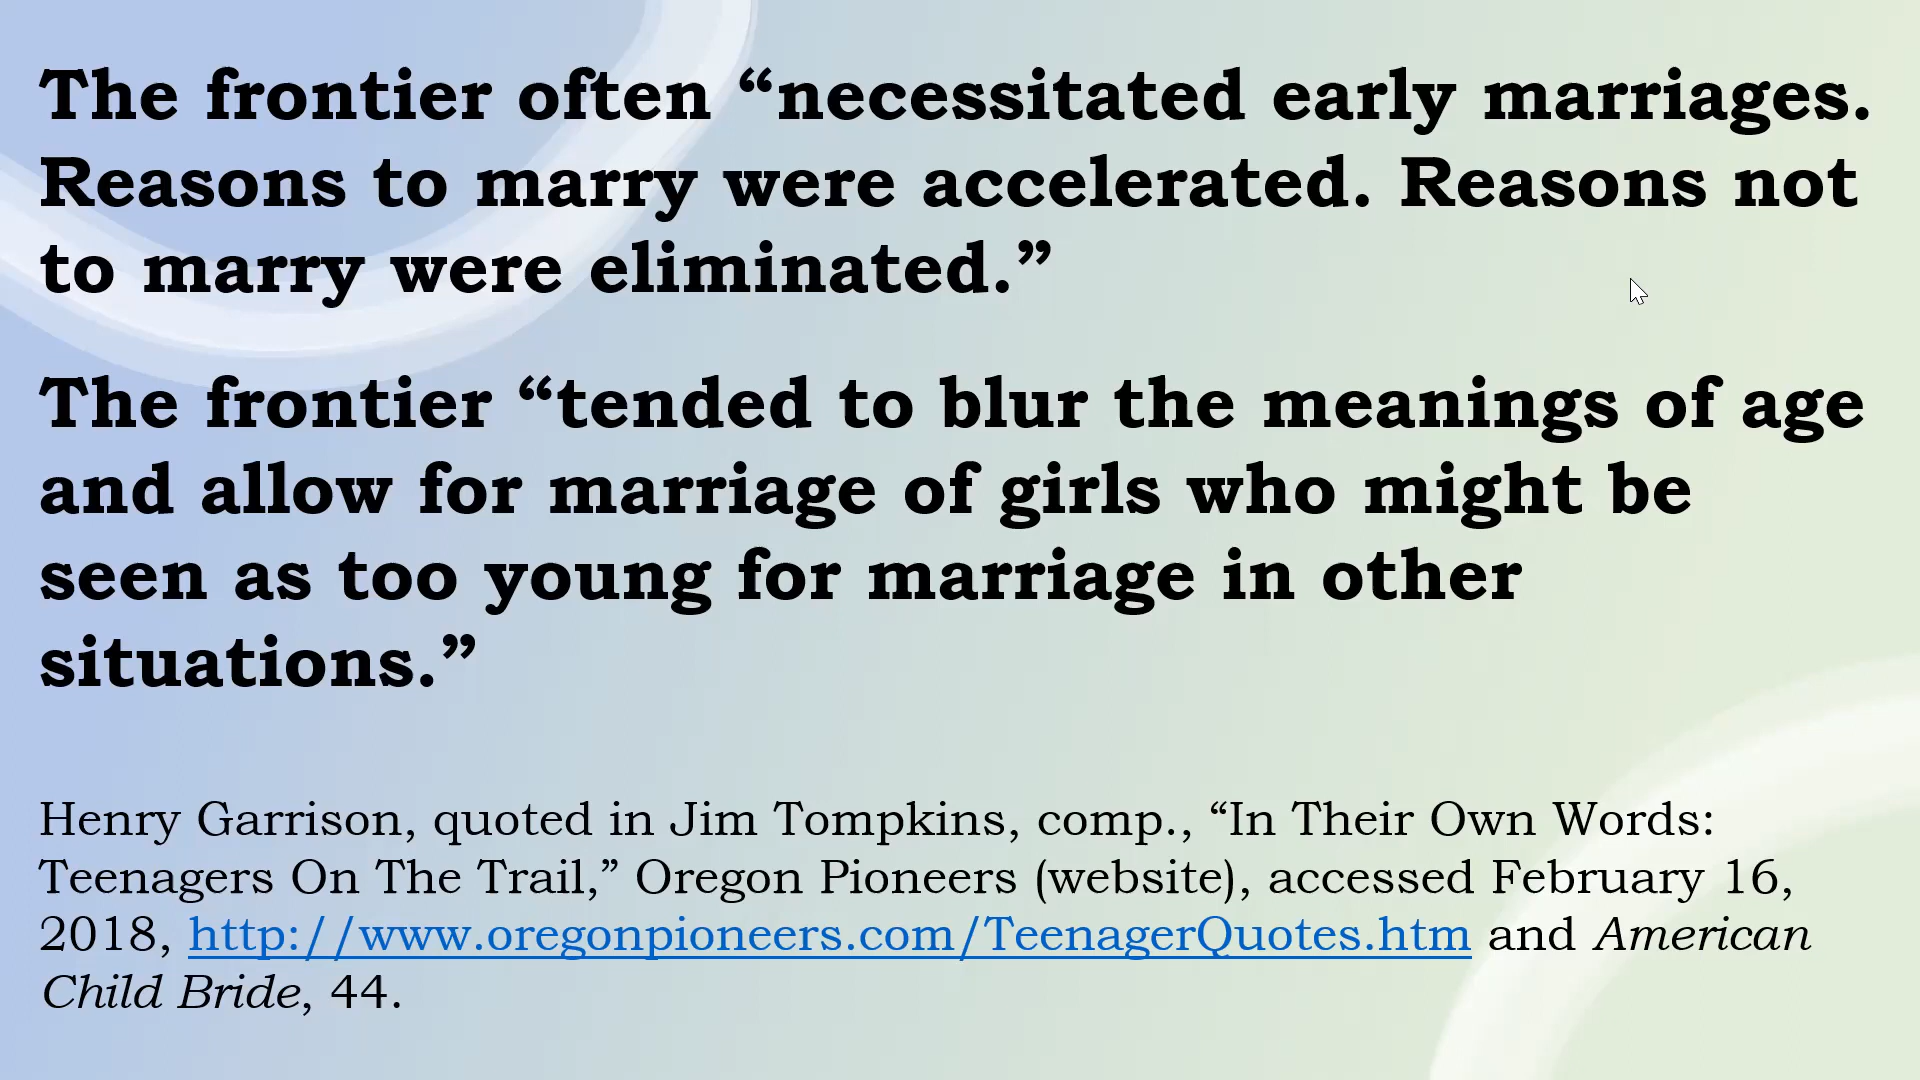 The frontier often “necessitated early marriages.
Reasons to marry were accelerated. Reasons not
to marry were eliminated.”
The frontier “tended to blur the meanings of age
and allow for marriage of girls who might be
seen as too young for marriage in other
situations.”
Henry Garrison, quoted in Jim Tompkins, comp., “In Their Own Words:
Teenagers On The Trail,” Oregon Pioneers (website), accessed February 16,
2018, http://www.oregonpioneers.com/TeenagerQuotes.htm and American
Child Bride, 44.